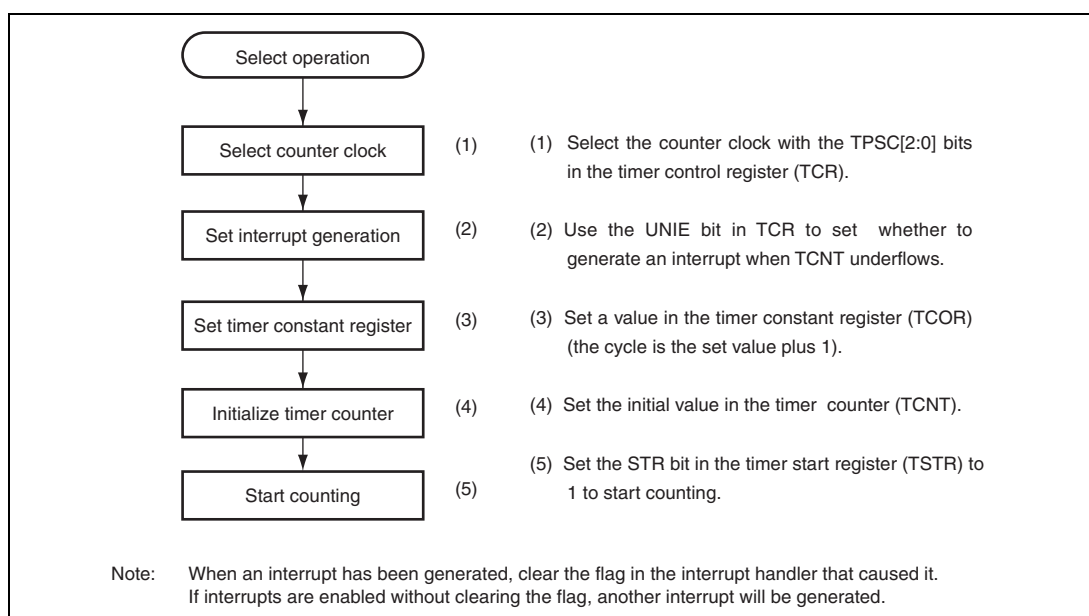 Select operation
Select counter clock
(1)
(1) Select the counter clock with the TPSC[2:0] bits
in the timer control register (TCR).
Set interrupt generation
(2)
(2) Use the UNIE bit in TCR to set whether to
generate an interrupt when TCNT underflows.
Set timer constant register
(3)
(3) Set a value in the timer constant register (TCOR)
(the cycle is the set value plus 1).
Initialize timer counter
(4)
(4) Set the initial value in the timer counter (TCNT).
Start counting
(5)
(5) Set the STR bit in the timer start register (TSTR) to
1 to start counting.
Note: When an interrupt has been generated, clear the flag in the interrupt handler that caused it.
If interrupts are enabled without clearing the flag, another interrupt will be generated.